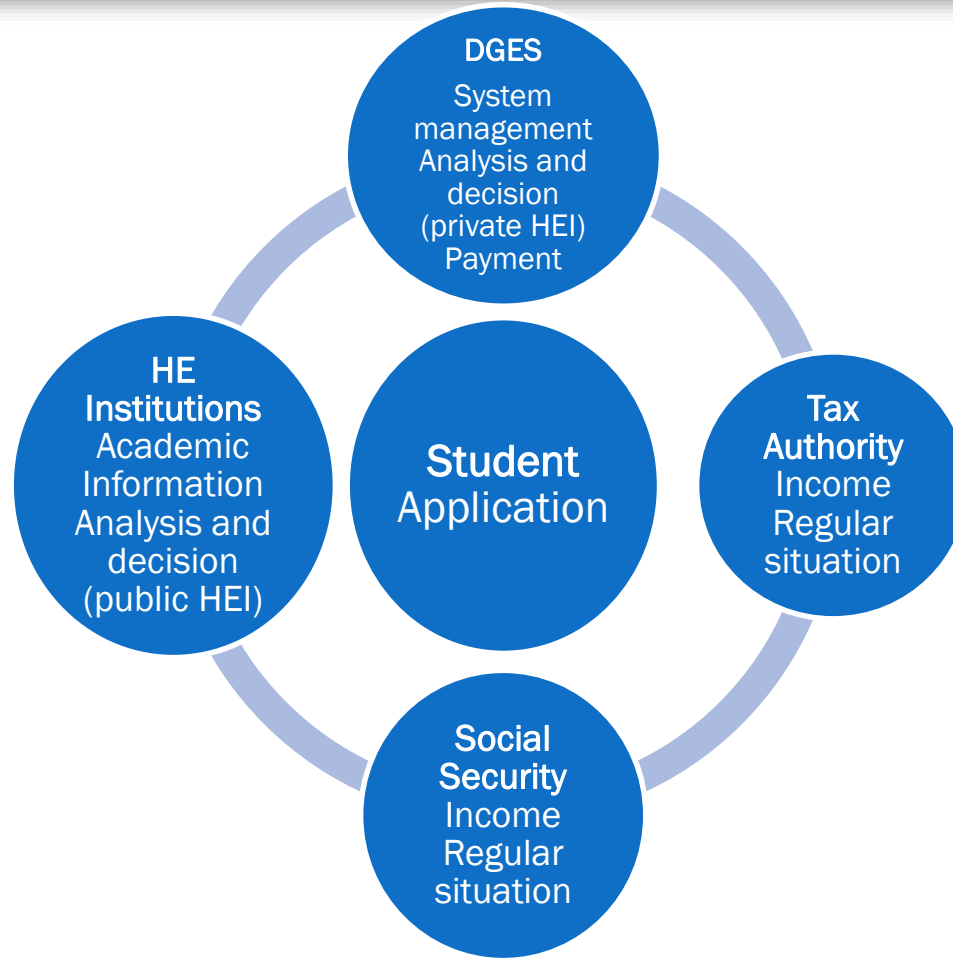 DGES
System
management
Analysis and
decision
(private HEI)
Payment
HE
Institutions
Academic
Information
Analysis and
decision
(public HEI)
Student
Application
Tax
Authority
Income
Regular
situation
Social
Security
Income
Regular
situation